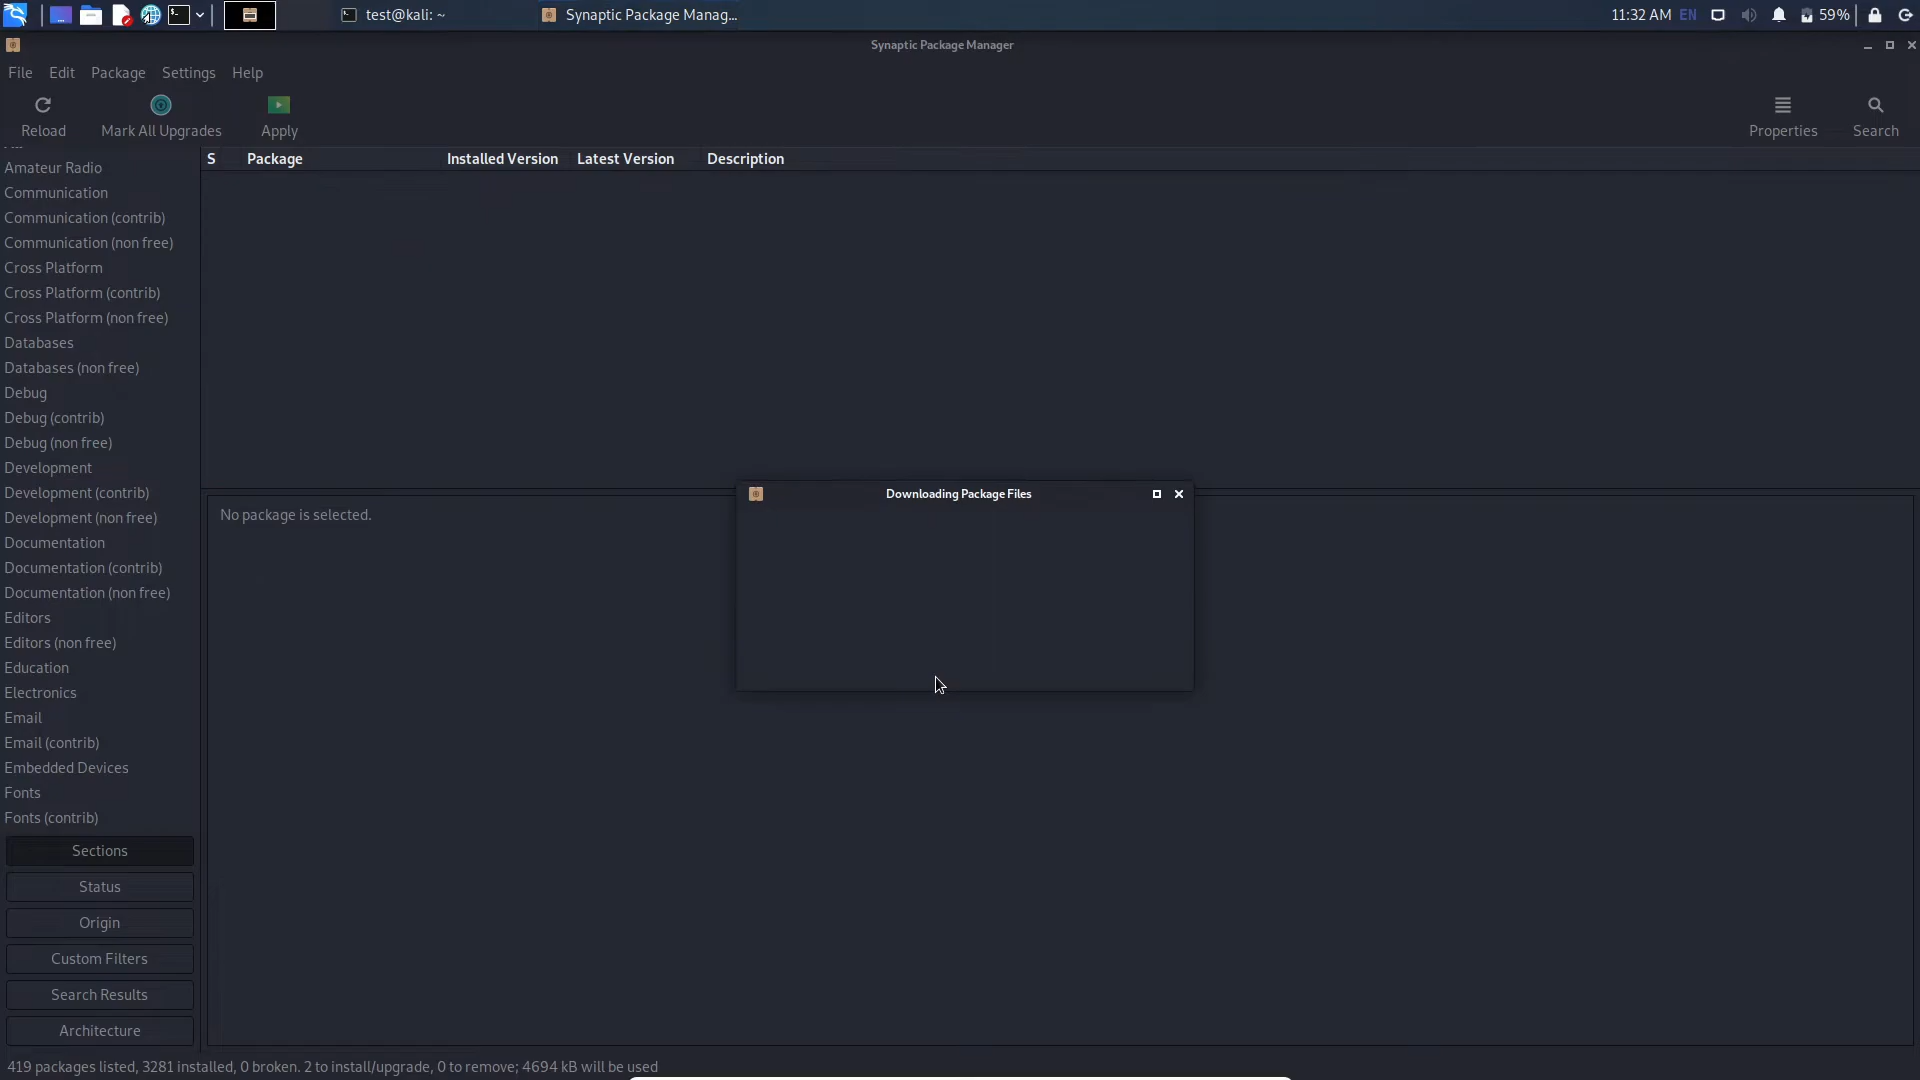 test@kali: ~
Synaptic Package Manag...
11:32 AM
EN
59%
Synaptic Package Manager
File
Edit
Package
Settings
Help
Reload
Mark All Upgrades
Apply
Properties
Search
S
Package
Installed Version
Latest Version
Description
Amateur Radio
Communication
Communication (contrib)
Communication (non free)
Cross Platform
Cross Platform (contrib)
Cross Platform (non free)
Databases
Databases (non free)
Debug
Debug (contrib)
Debug (non free)
Development
Development (contrib)
Development (non free)
Documentation
Documentation (contrib)
Documentation (non free)
Editors
Editors (non free)
Education
Electronics
Email
Email (contrib)
Embedded Devices
Fonts
Fonts (contrib)
Sections
Status
Origin
Custom Filters
Search Results
Architecture
No package is selected.
Downloading Package Files
419 packages listed, 3281 installed, 0 broken. 2 to install/upgrade, 0 to remove; 4694 kB will be used